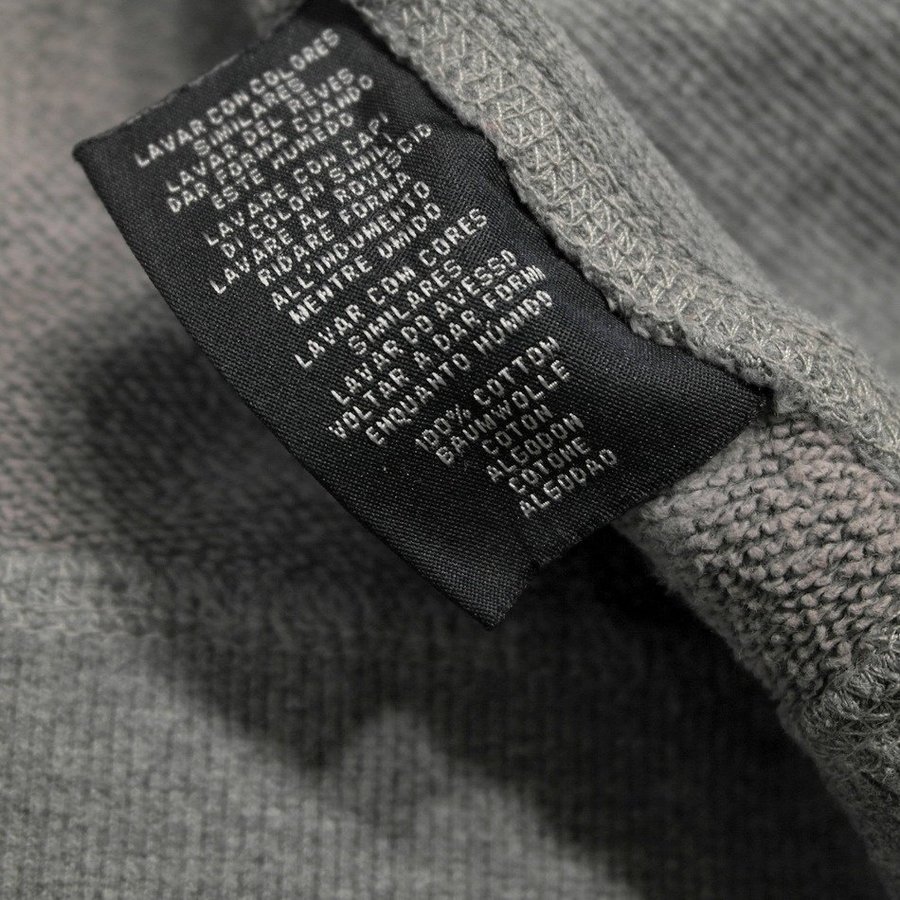 LAVAR CON COLORES
SIMILARES
LAVAR DEL REVES
DAR FORMA CUANDO
ESTE HUMEDO
LAVARE CON CAPI
DI COLORI SIMILI
LAVARE AL ROVESCIO
RIDARE FORMA
ALL'INDUMENTO
MENTRE UMIDO
LAVAR COM CORES
SIMILARES
LAVAR DO AVESSO
VOLTAR A DAR FORMA
ENQUANTO HUMIDO
100% COTTON
BAUMWOLLE
COTON
ALGODON
COTONE
ALGODAO